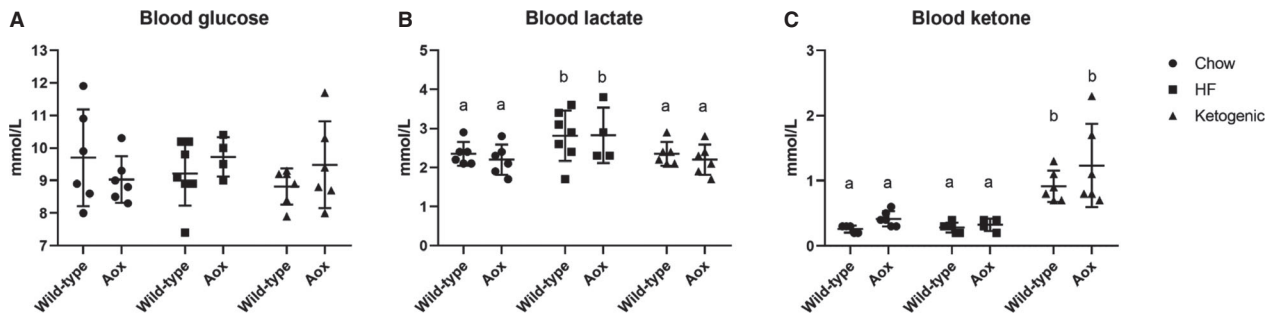 A Blood glucose
mmol/L
13
12
11
10
9
8
7
Wild-type
Aox
Wild-type
Aox
Wild-type
Aox
B Blood lactate
mmol/L
5
4
3
2
1
0
a
a
b
b
a
a
Wild-type
Aox
Wild-type
Aox
Wild-type
Aox
C Blood ketone
mmol/L
3
2
1
0
a
a
a
a
b
b
Wild-type
Aox
Wild-type
Aox
Wild-type
Aox
Chow
HF
Ketogenic